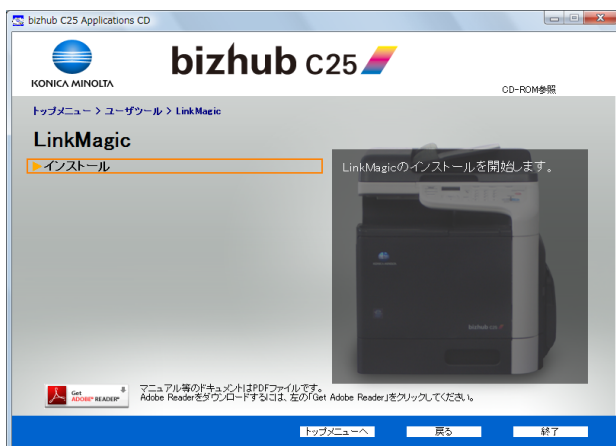 bizhub C25 Applications CD
KONICA MINOLTA
bizhub C25
CD-ROM参照
トップメニュー > ユーザツール > LinkMagic
LinkMagic
インストール
LinkMagicのインストールを開始します。
bizhub C25
Get
ADOBE® READER®
マニュアル等のドキュメントはPDFファイルです。
Adobe Readerをダウンロードするには、左の「Get Adobe Reader」をクリックしてください。
トップメニューへ
戻る
終了